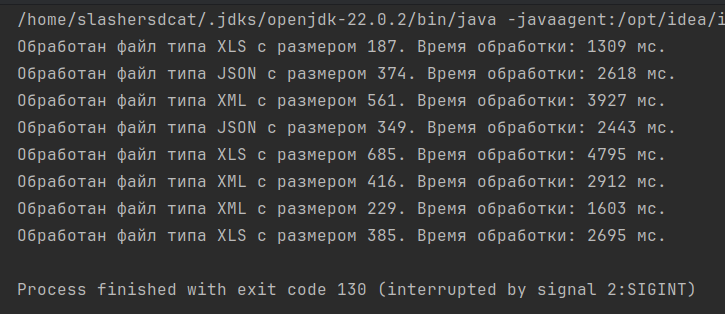 /home/slashersdcat/.jdks/openjdk-22.0.2/bin/java -javaagent:/opt/idea/i
Обработан файл типа XLS с размером 187. Время обработки: 1309 мс.
Обработан файл типа JSON с размером 374. Время обработки: 2618 мс.
Обработан файл типа XML с размером 561. Время обработки: 3927 мс.
Обработан файл типа JSON с размером 349. Время обработки: 2443 мс.
Обработан файл типа XLS с размером 685. Время обработки: 4795 мс.
Обработан файл типа XML с размером 416. Время обработки: 2912 мс.
Обработан файл типа XML с размером 229. Время обработки: 1603 мс.
Обработан файл типа XLS с размером 385. Время обработки: 2695 мс.
Process finished with exit code 130 (interrupted by signal 2:SIGINT)